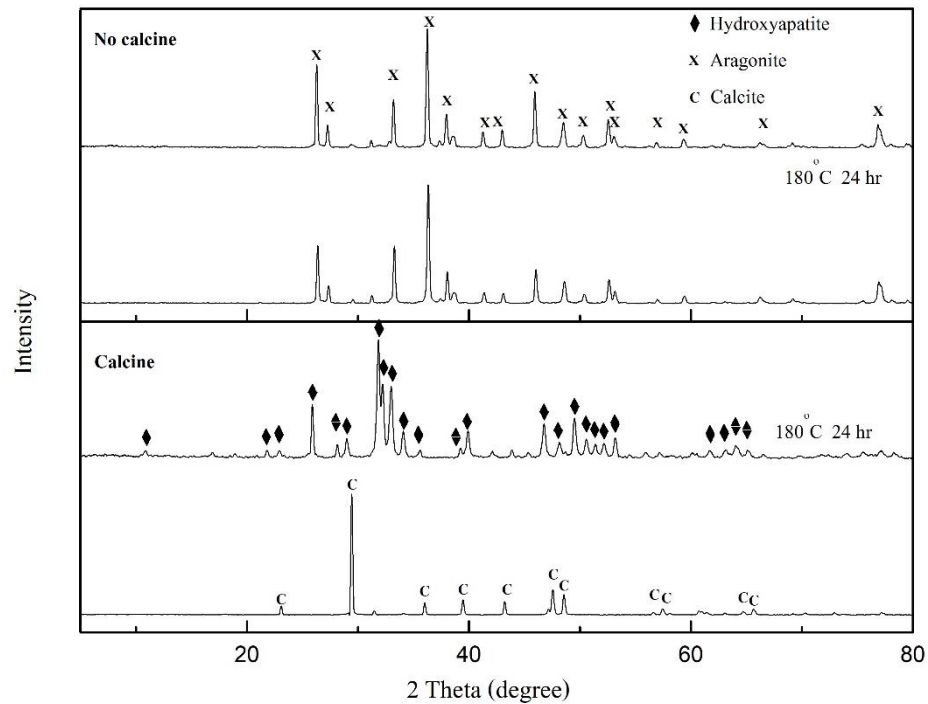 No calcine
♦ Hydroxyapatite
x Aragonite
C Calcite
X X X X X X X X X X X X X X X X X
180°C 24 hr
Intensity
Calcine
180°C 24 hr
C C C C C C C C C C C
20 40 60 80
2 Theta (degree)